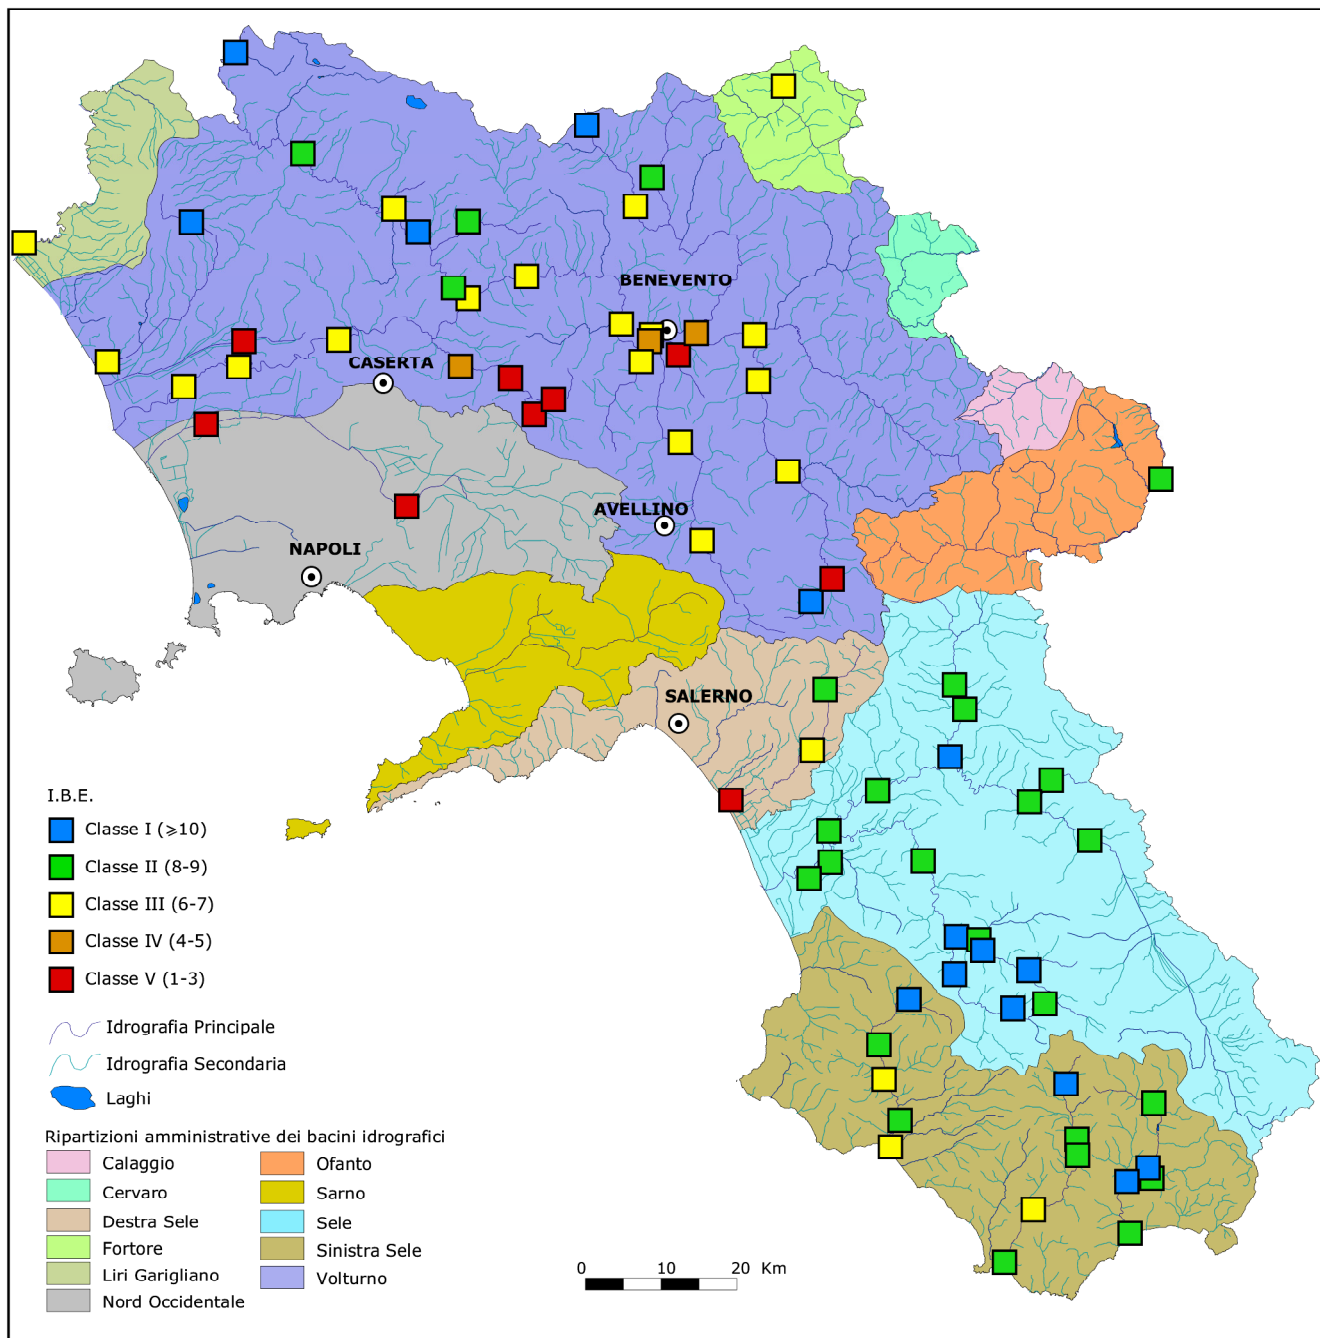 BENEVENTO
CASERTA
AVELLINO
NAPOLI
SALERNO
I.B.E.
Classe I (⩾10)
Classe II (8-9)
Classe III (6-7)
Classe IV (4-5)
Classe V (1-3)
Idrografia Principale
Idrografia Secondaria
Laghi
Ripartizioni amministrative dei bacini idrografici
Calaggio
Cervaro
Destra Sele
Fortore
Liri Garigliano
Nord Occidentale
Ofanto
Sarno
Sele
Sinistra Sele
Volturno
0 10 20 Km